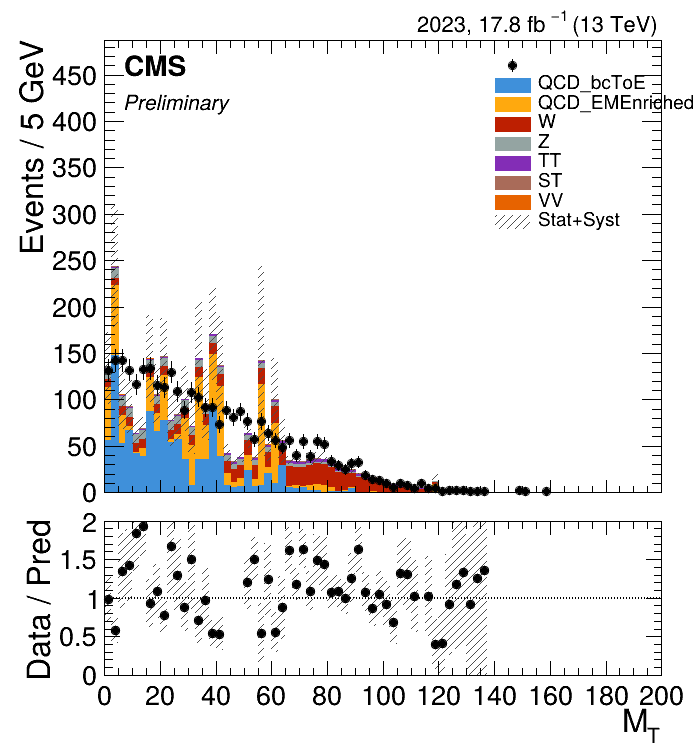 2023, 17.8 fb⁻¹ (13 TeV)
CMS
Preliminary
QCD_bcToE
QCD_EMEnriched
W
Z
TT
ST
VV
Stat+Syst
Events / 5 GeV
450
400
350
300
250
200
150
100
50
0
Data / Pred
2
1.5
1
0.5
0
0 20 40 60 80 100 120 140 160 180 200
M_T